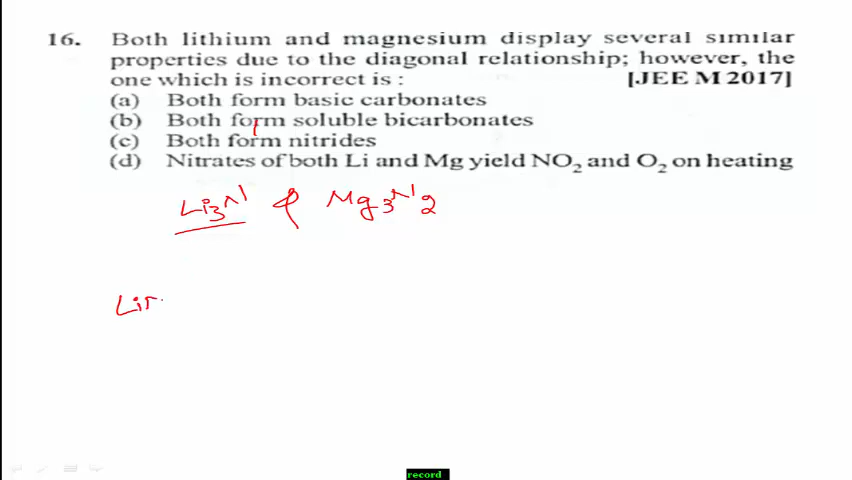 16. Both lithium and magnesium display several similar
properties due to the diagonal relationship; however, the
one which is incorrect is : [JEE M 2017]
(a) Both form basic carbonates
(b) Both form soluble bicarbonates
(c) Both form nitrides
(d) Nitrates of both Li and Mg yield NO₂ and O₂ on heating
Li₃N & Mg₃N₂
Lin
record